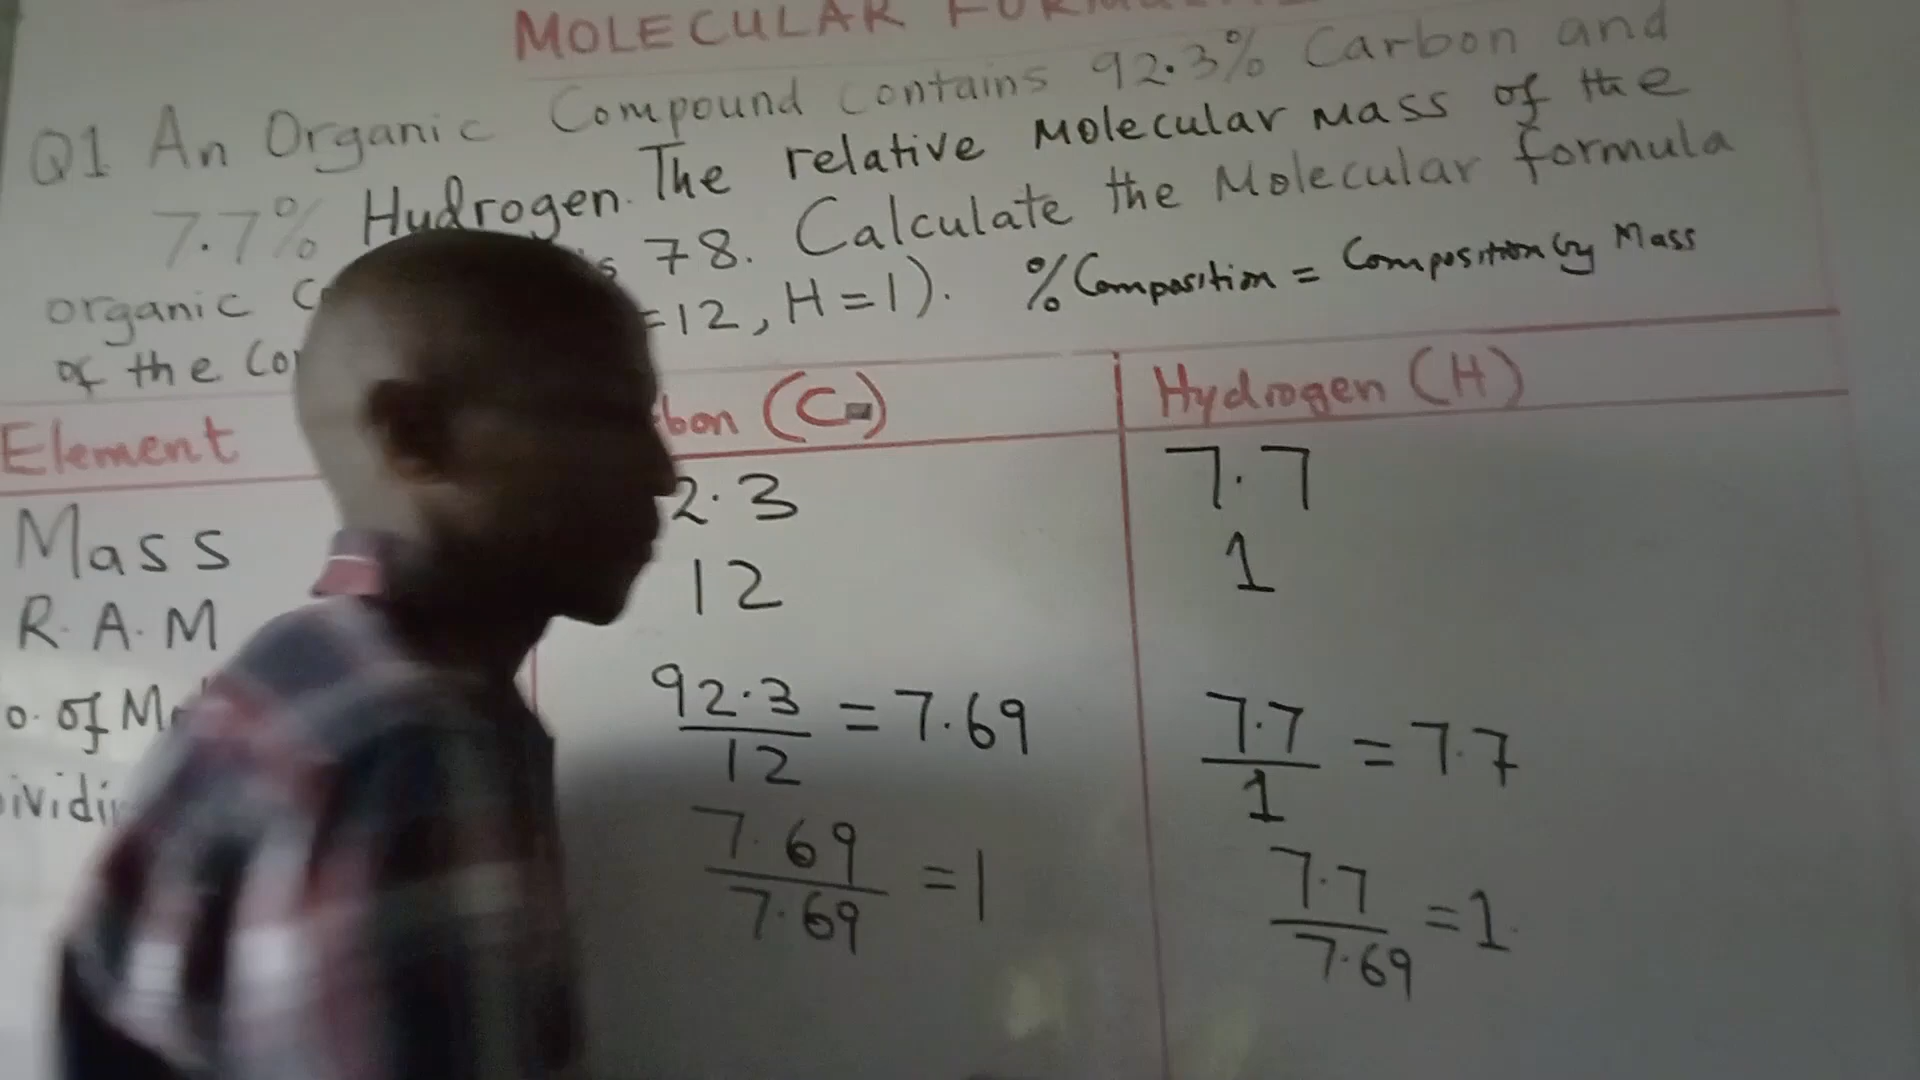 MOLECULAR
Q1 An Organic Compound contains 92.3% Carbon and
7.7% Hydrogen. The relative Molecular mass of the
organic 78. Calculate the Molecular formula
of the =12, H=1). % Composition = Composition by Mass
Element bon (C) Hydrogen (H)
Mass 2.3 7.7
R.A.M 12 1
o. of M 92.3/12 = 7.69 7.7/1 = 7.7
ividi 7.69/7.69 = 1 7.7/7.69 = 1.